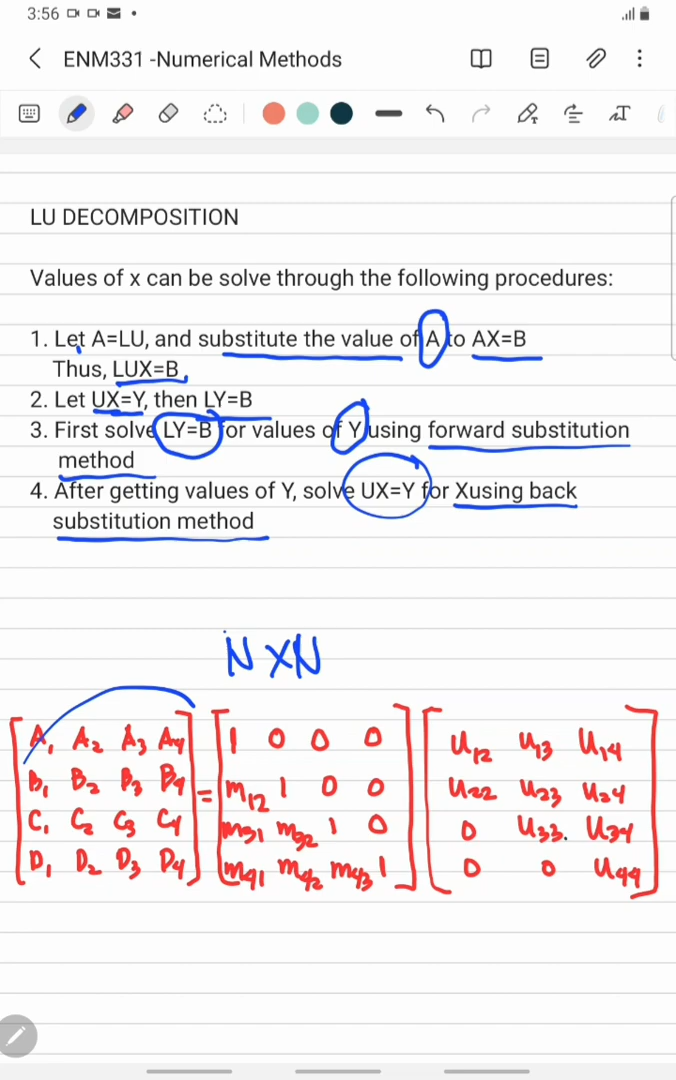 3:56
ENM331 -Numerical Methods
LU DECOMPOSITION
Values of x can be solve through the following procedures:
1. Let A=LU, and substitute the value of A to AX=B
Thus, LUX=B
2. Let UX=Y, then LY=B
3. First solve LY=B for values of Y using forward substitution
method
4. After getting values of Y, solve UX=Y for Xusing back
substitution method
N X N
A1 A2 A3 A4 = 1 0 0 0 U12 U13 U14
B1 B2 B3 B4 m12 1 0 0 U22 U23 U24
C1 C2 C3 C4 m31 m32 1 0 0 U33. U34
D1 D2 D3 D4 m41 m42 m43 1 0 0 U44